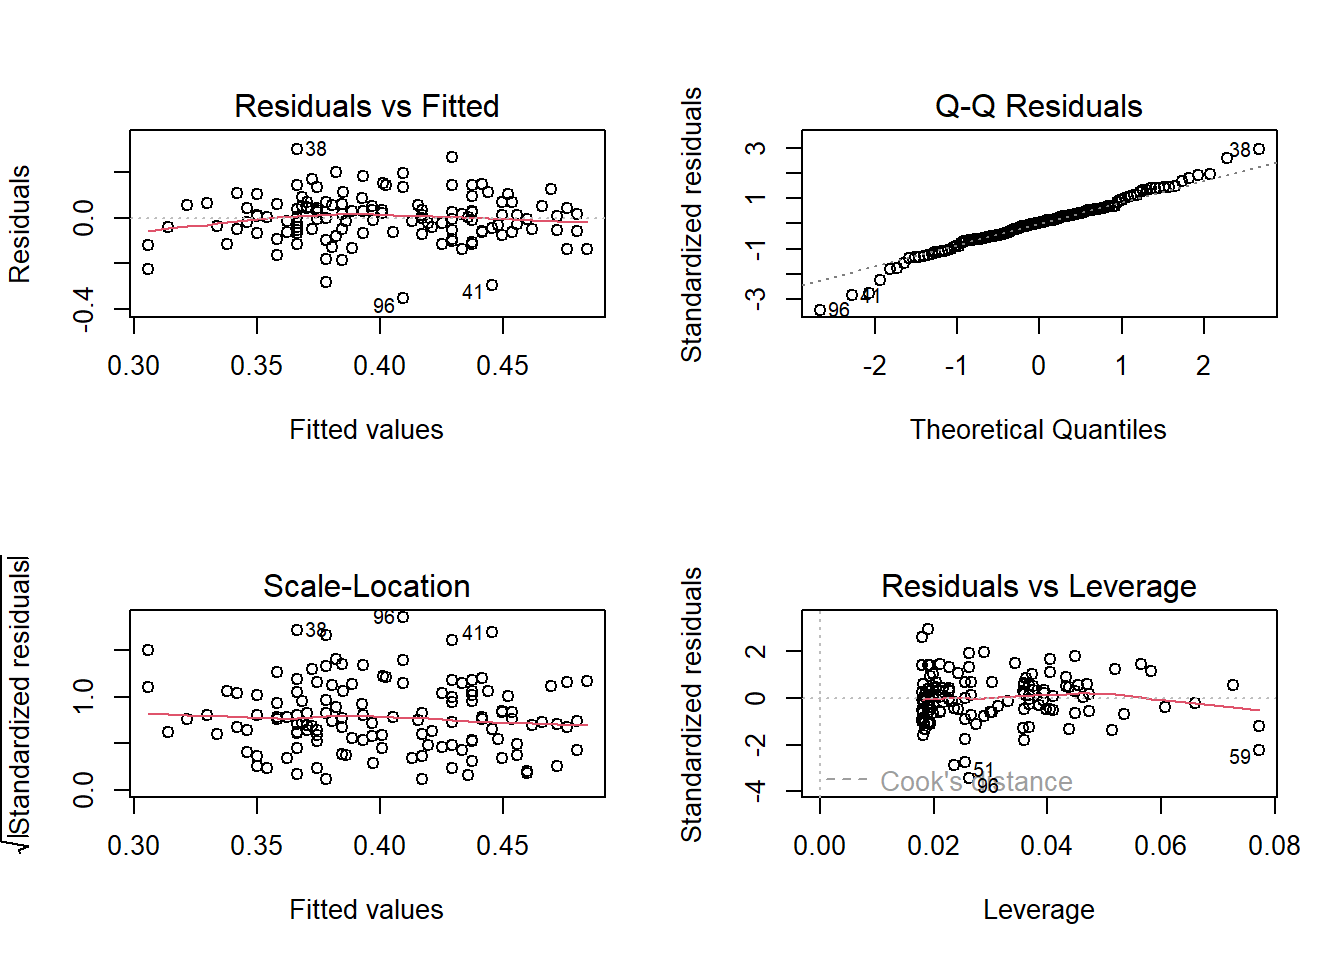 Residuals vs Fitted
Residuals
0.0
-0.4
38
96
41
0.30 0.35 0.40 0.45
Fitted values
Q-Q Residuals
Standardized residuals
3
1
-1
-3
38
41
96
-2 -1 0 1 2
Theoretical Quantiles
Scale-Location
√|Standardized residuals|
1.0
0.0
38
96
41
0.30 0.35 0.40 0.45
Fitted values
Residuals vs Leverage
Standardized residuals
2
0
-2
-4
59
51
96
Cook's distance
0.00 0.02 0.04 0.06 0.08
Leverage